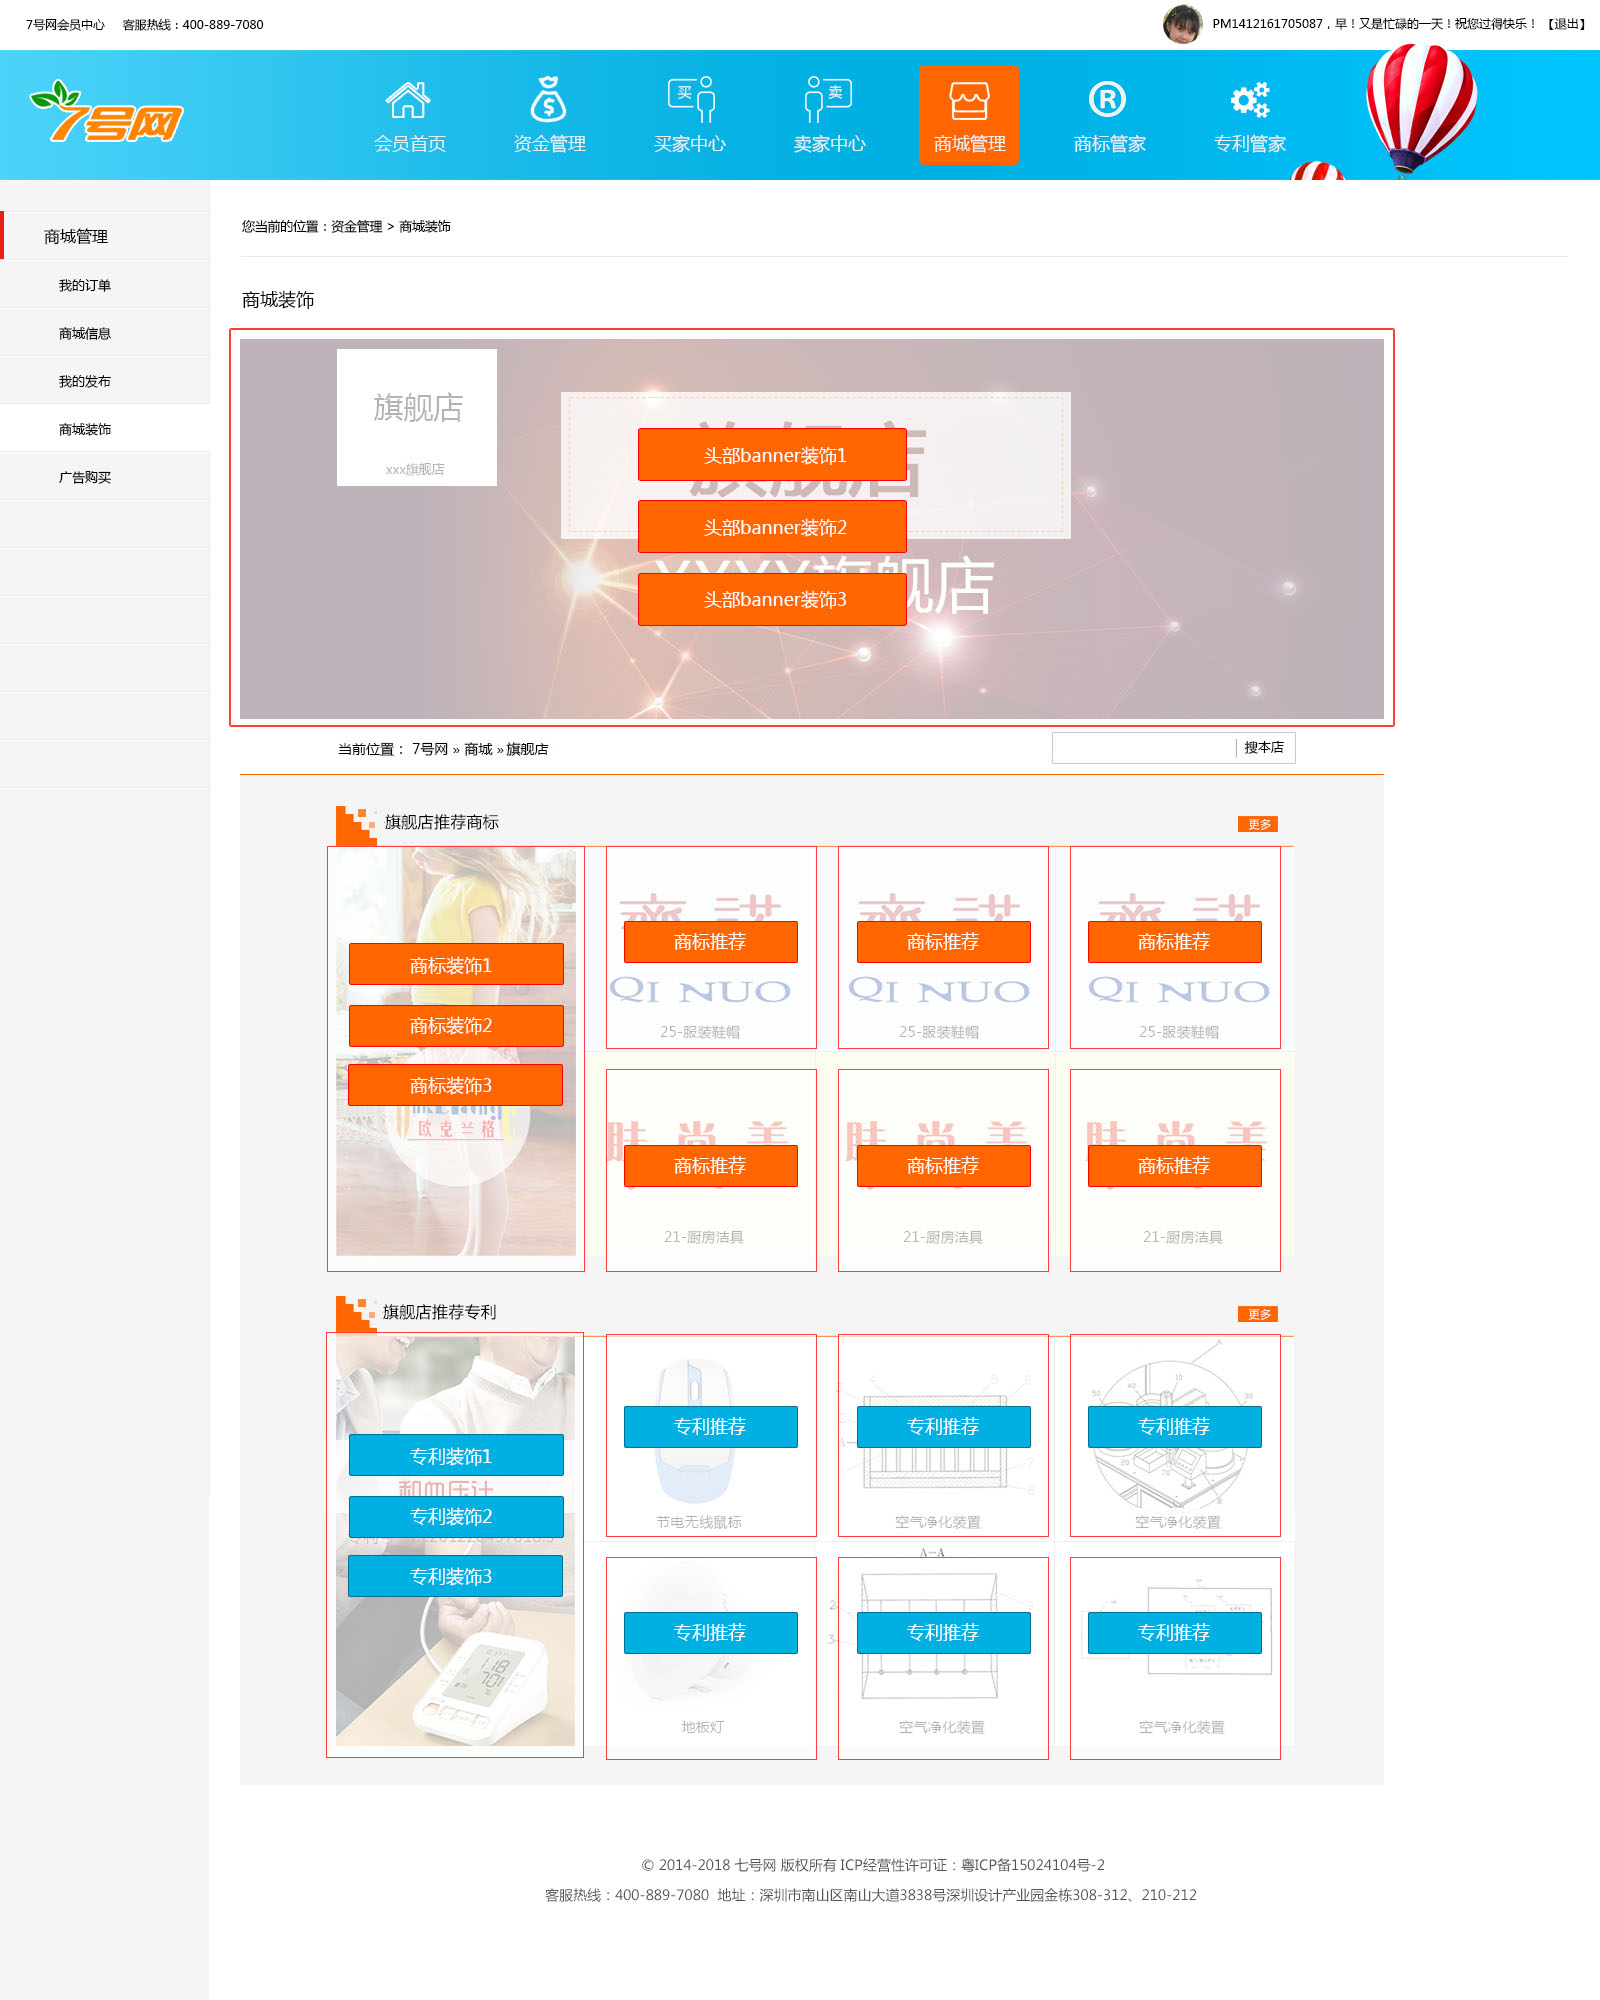 7号网会员中心 客服热线：400-889-7080
PM1412161705087，早！又是忙碌的一天！祝您过得快乐！ 【退出】
7号网
会员首页 资金管理 买 买家中心 卖 卖家中心 商城管理 R 商标管家 专利管家
商城管理
我的订单
商城信息
我的发布
商城装饰
广告购买
您当前的位置：资金管理 > 商城装饰
商城装饰
旗舰店
xxx旗舰店
旗舰店
头部banner装饰1
头部banner装饰2
XXXX旗舰店
头部banner装饰3
当前位置： 7号网 » 商城 » 旗舰店
搜本店
旗舰店推荐商标 更多
商标装饰1
商标装饰2
商标装饰3
欧克兰格
齊諾 齊諾 齊諾
商标推荐 商标推荐 商标推荐
QI NUO QI NUO QI NUO
25-服装鞋帽 25-服装鞋帽 25-服装鞋帽
商标推荐 商标推荐 商标推荐
21-厨房洁具 21-厨房洁具 21-厨房洁具
旗舰店推荐专利 更多
专利装饰1
和血压计
专利装饰2
专利装饰3
专利推荐 专利推荐 专利推荐
节电无线鼠标 空气净化装置 空气净化装置
A—A
专利推荐 专利推荐 专利推荐
地板灯 空气净化装置 空气净化装置
© 2014-2018 七号网 版权所有 ICP经营性许可证：粤ICP备15024104号-2
客服热线：400-889-7080 地址：深圳市南山区南山大道3838号深圳设计产业园金栋308-312、210-212